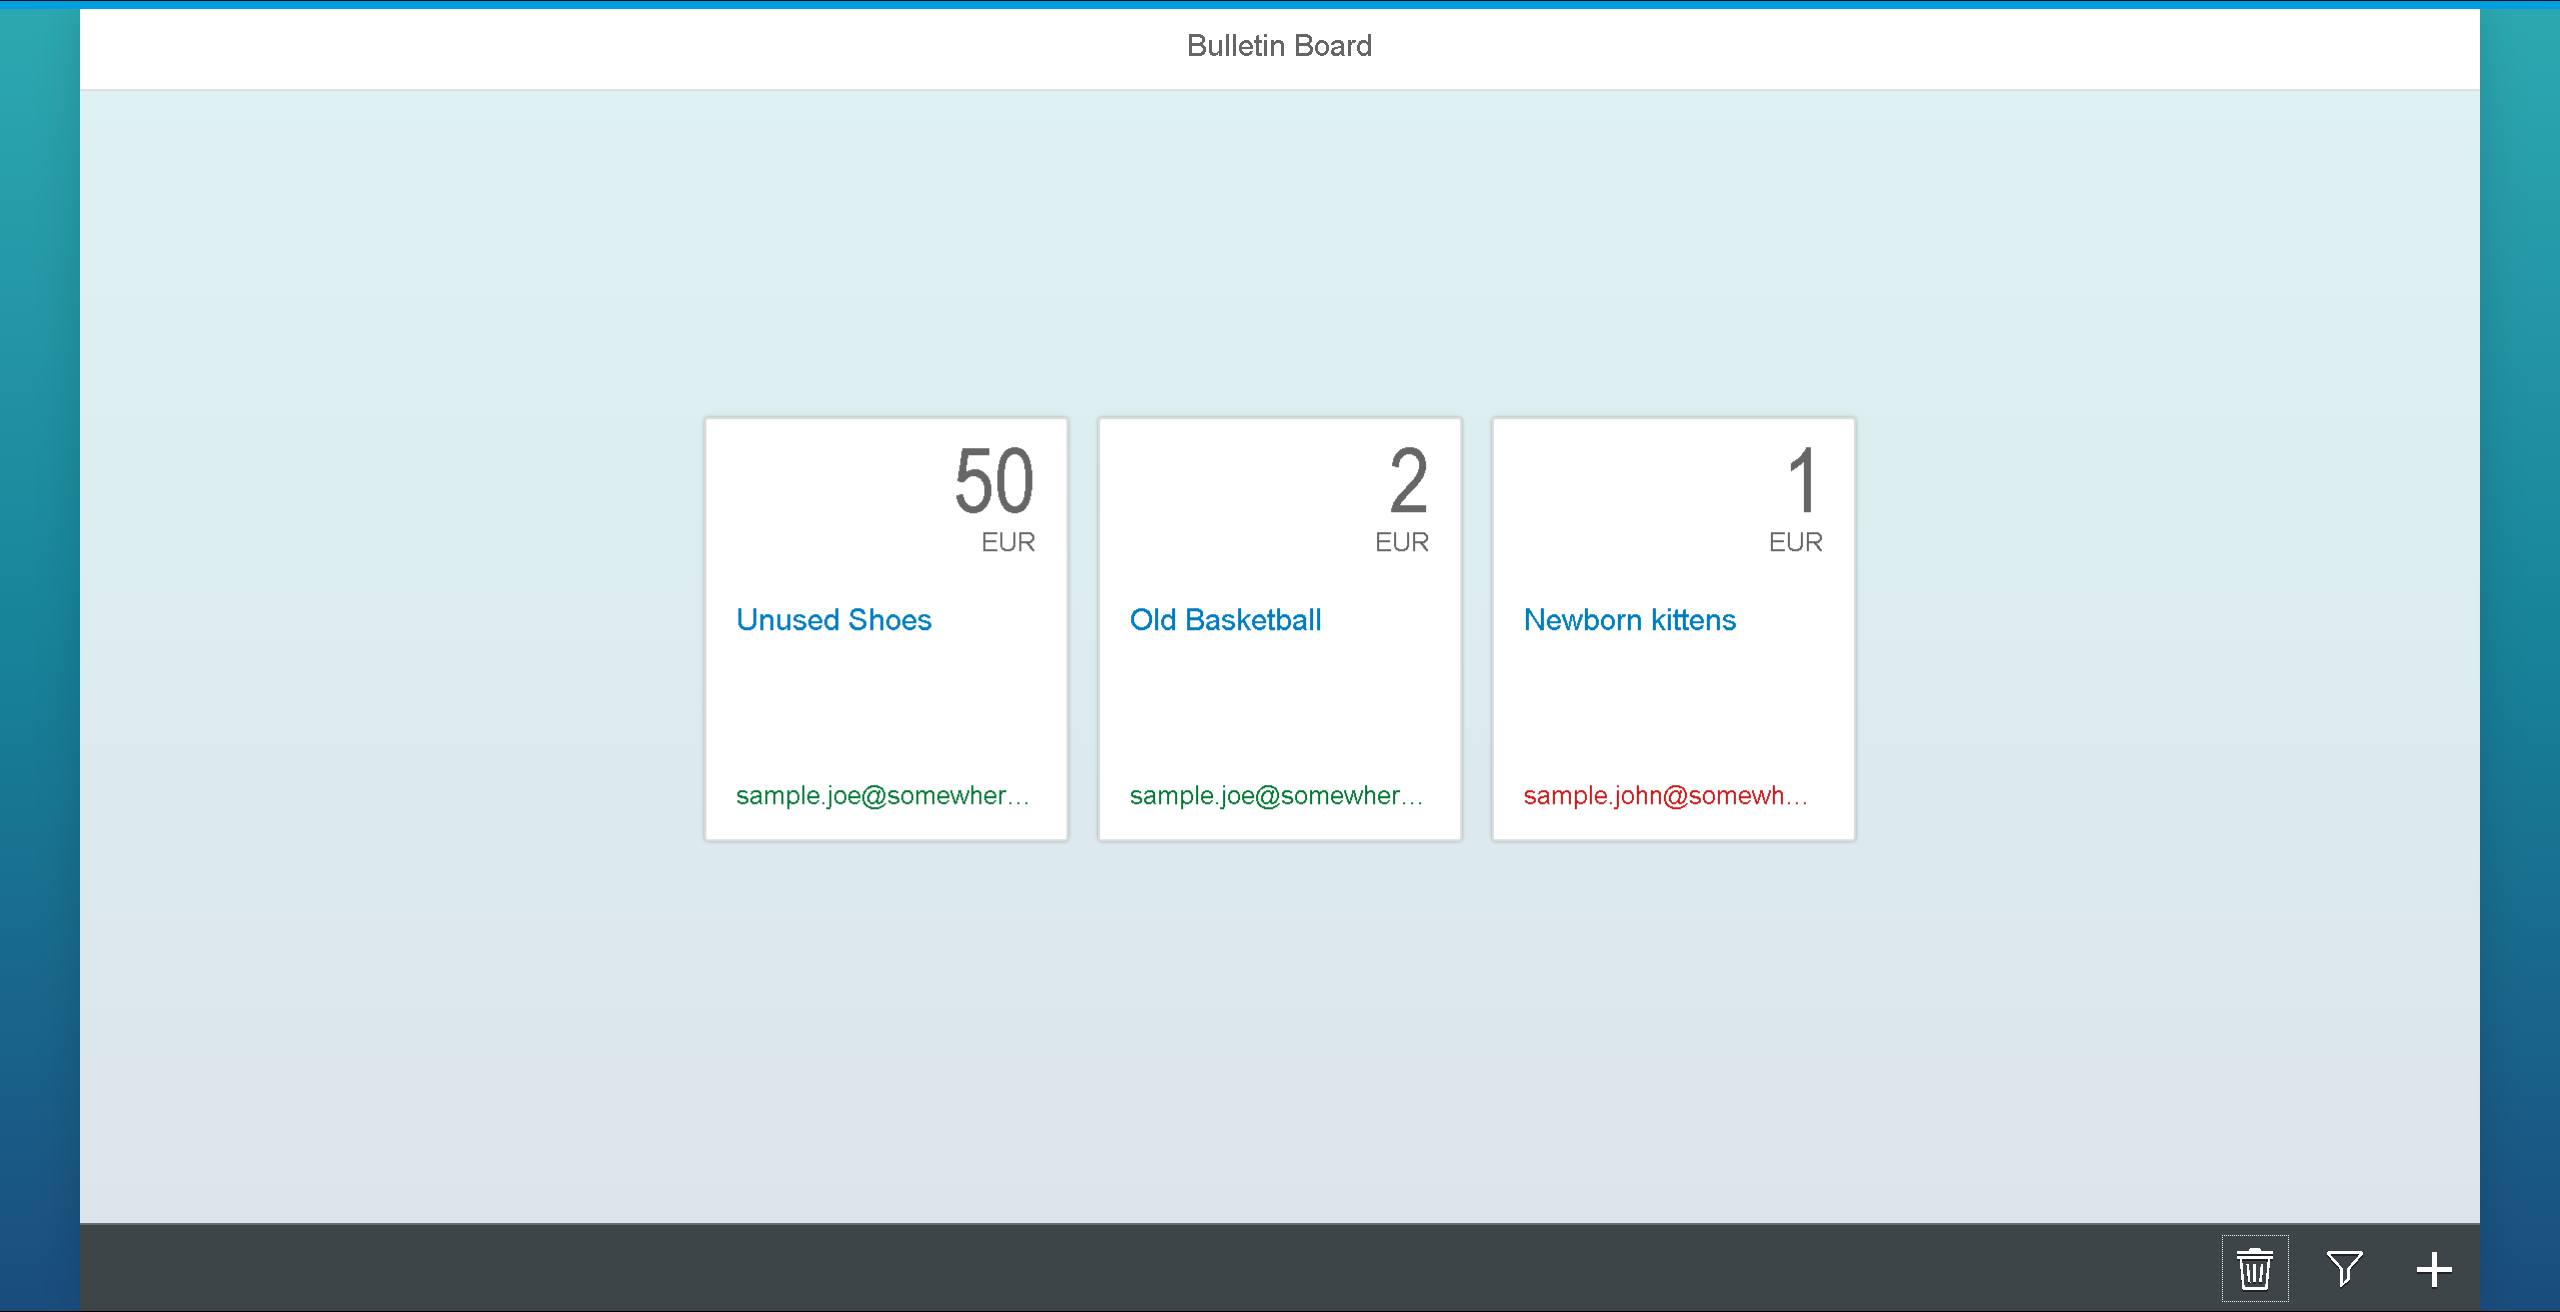 Bulletin Board
50
EUR
Unused Shoes
sample.joe@somewher...
2
EUR
Old Basketball
sample.joe@somewher...
1
EUR
Newborn kittens
sample.john@somewh...